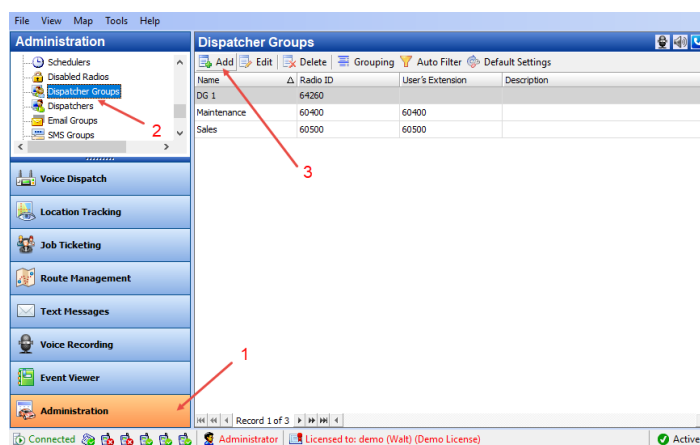 File View Map Tools Help
Administration
Dispatcher Groups
Schedulers
Disabled Radios
Dispatcher Groups
Dispatchers
Email Groups
SMS Groups
2
Add Edit Delete Grouping Auto Filter Default Settings
Name Radio ID User's Extension Description
DG 1 64260
Maintenance 60400 60400
Sales 60500 60500
3
Voice Dispatch
Location Tracking
Job Ticketing
Route Management
Text Messages
Voice Recording
1
Event Viewer
Administration
Record 1 of 3
Connected Administrator Licensed to: demo (Walt) (Demo License) Active